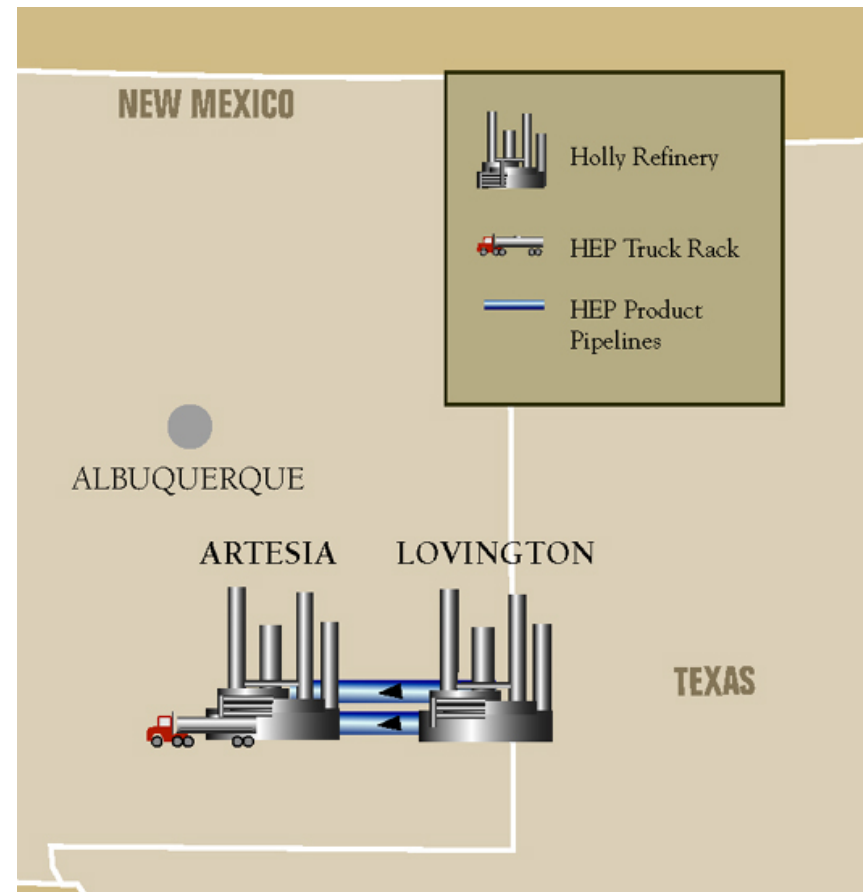 NEW MEXICO
Holly Refinery
HEP Truck Rack
HEP Product
Pipelines
ALBUQUERQUE
ARTESIA
LOVINGTON
TEXAS